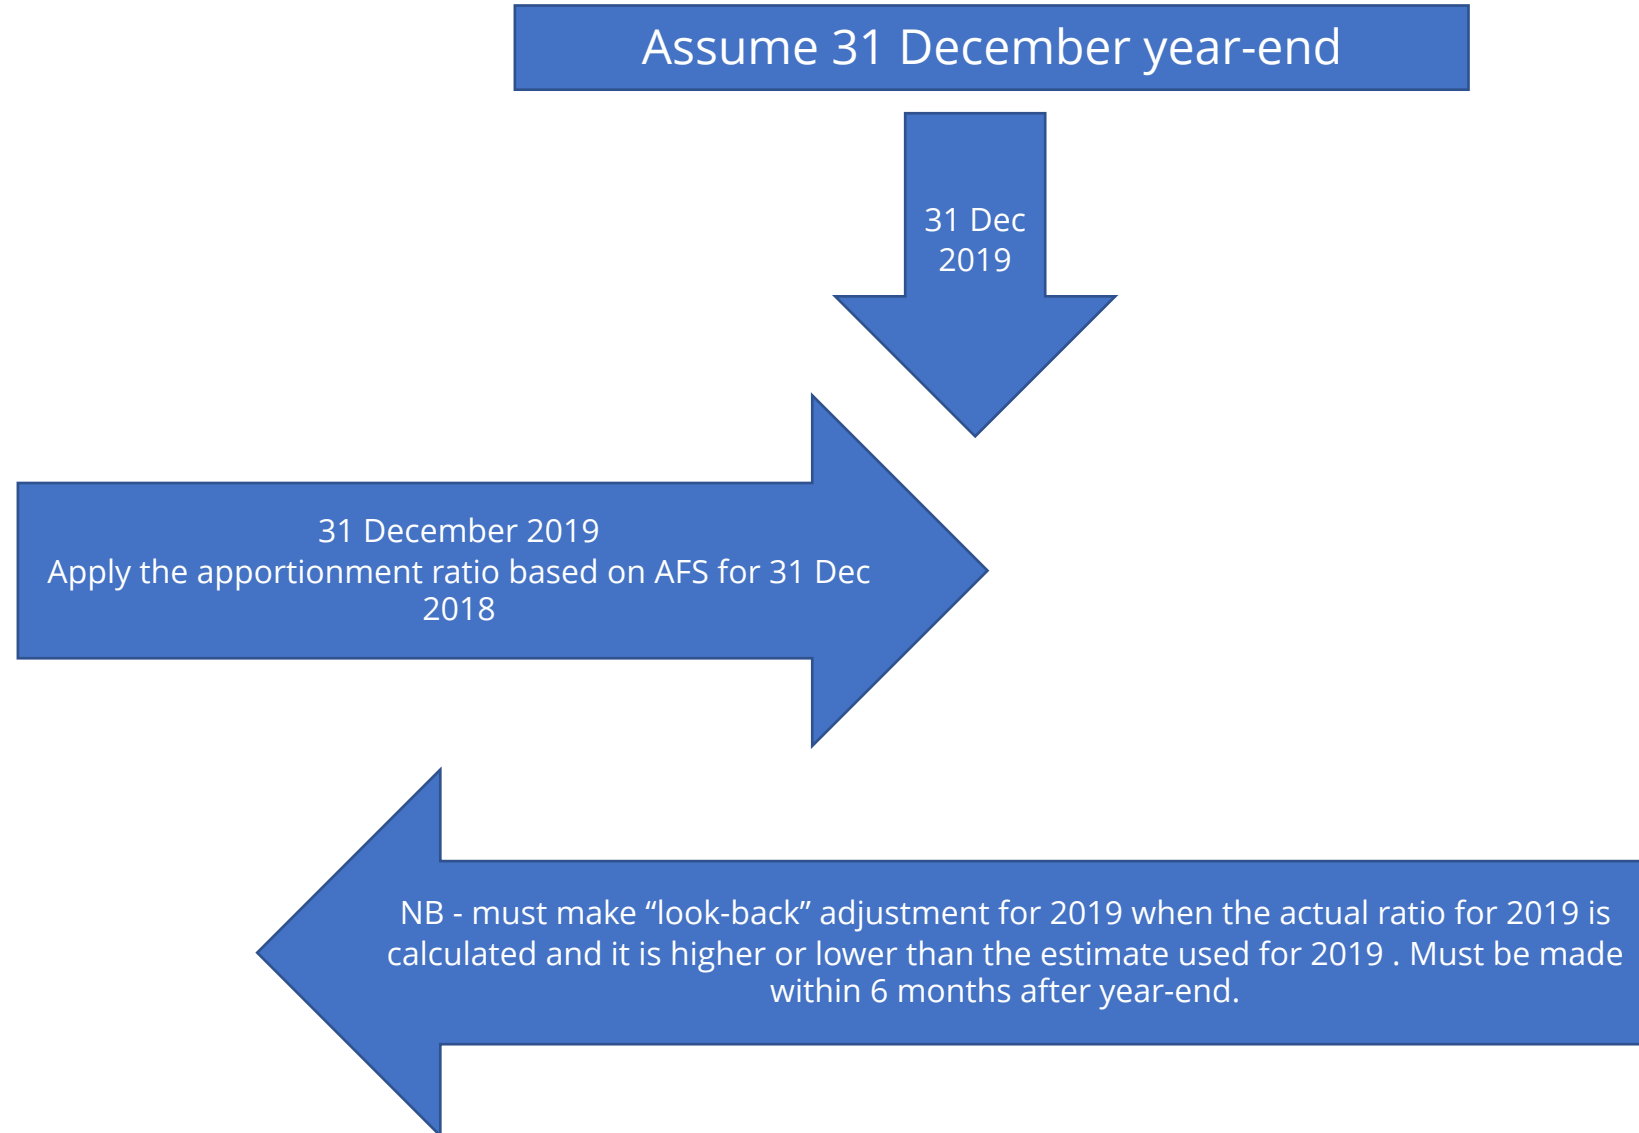 Assume 31 December year-end
31 Dec
2019
31 December 2019
Apply the apportionment ratio based on AFS for 31 Dec
2018
NB - must make “look-back” adjustment for 2019 when the actual ratio for 2019 is
calculated and it is higher or lower than the estimate used for 2019 . Must be made
within 6 months after year-end.